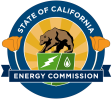 STATE OF CALIFORNIA
ENERGY COMMISSION